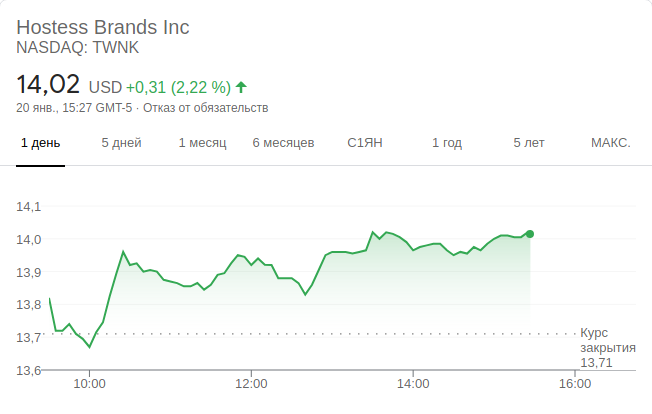 Hostess Brands Inc
NASDAQ: TWNK
14,02 USD +0,31 (2,22 %)
20 янв., 15:27 GMT-5 · Отказ от обязательств
1 день 5 дней 1 месяц 6 месяцев С1ЯН 1 год 5 лет МАКС.
14,1
14,0
13,9
13,8
13,7
13,6
Курс
закрытия
13,71
10:00 12:00 14:00 16:00